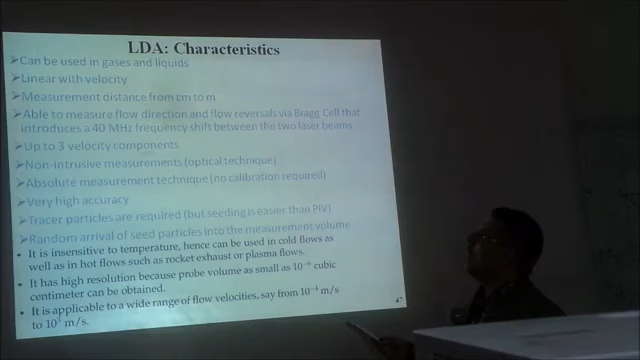 LDA: Characteristics
➢Can be used in gases and liquids
➢Linear with velocity
➢Measurement distance from cm to m
➢Able to measure flow direction and flow reversals via Bragg Cell that
introduces a 40 MHz frequency shift between the two laser beams
➢Up to 3 velocity components
➢Non-intrusive measurements (optical technique)
➢Absolute measurement technique (no calibration required)
➢Very high accuracy
➢Tracer particles are required (but seeding is easier than PIV)
➢Random arrival of seed particles into the measurement volume
• It is insensitive to temperature, hence can be used in cold flows as
well as in hot flows such as rocket exhaust or plasma flows.
• It has high resolution because probe volume as small as 10⁻⁶ cubic
centimeter can be obtained.
• It is applicable to a wide range of flow velocities, say from 10⁻⁴ m/s
to 10³ m/s.